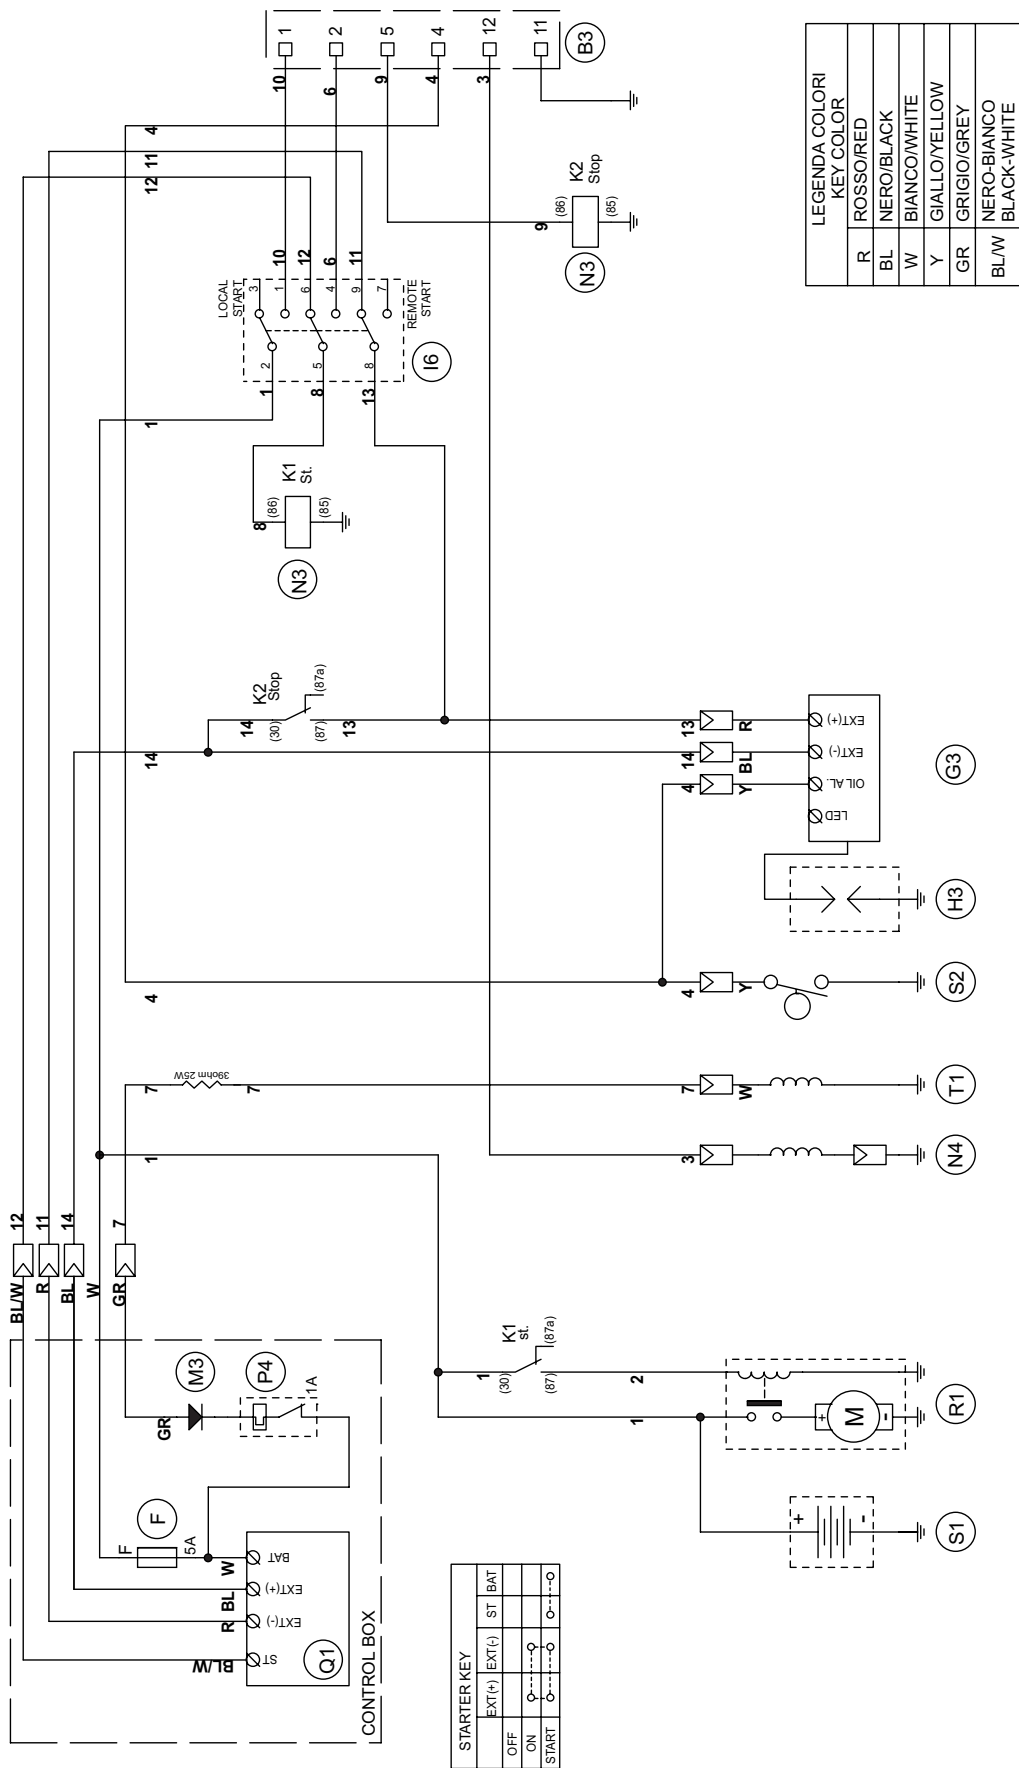 1
2
5
4
12
11
B3
10
6
9
4
3
4
11
12
LOCAL
START
3
1
6
4
9
7
REMOTE
START
10
12
6
11
2
5
8
1
8
13
I6
1
K2
Stop
(86)
(85)
9
N3
K1
St.
(86)
(85)
8
N3
LEGENDA COLORI
KEY COLOR
R ROSSO/RED
BL NERO/BLACK
W BIANCO/WHITE
Y GIALLO/YELLOW
GR GRIGIO/GREY
BL/W NERO-BIANCO
BLACK-WHITE
K2
Stop
(87a)
14
(30)
(87)
13
14
13
R
14
BL
4
Y
EXT(+)
EXT(-)
OIL AL.
LED
G3
H3
4
4
Y
S2
7
39ohm 25W
7
7
W
T1
1
3
N4
12
11
14
7
BL/W
R
BL
W
GR
M3
P4
1A
GR
F
F
5A
W
BL
R
BL/W
BAT
EXT(+)
EXT(-)
ST
Q1
CONTROL BOX
K1
st.
(87a)
1
(30)
(87)
2
1
+
M
-
R1
+
-
S1
STARTER KEY
EXT(+) EXT(-) ST BAT
OFF
ON
START